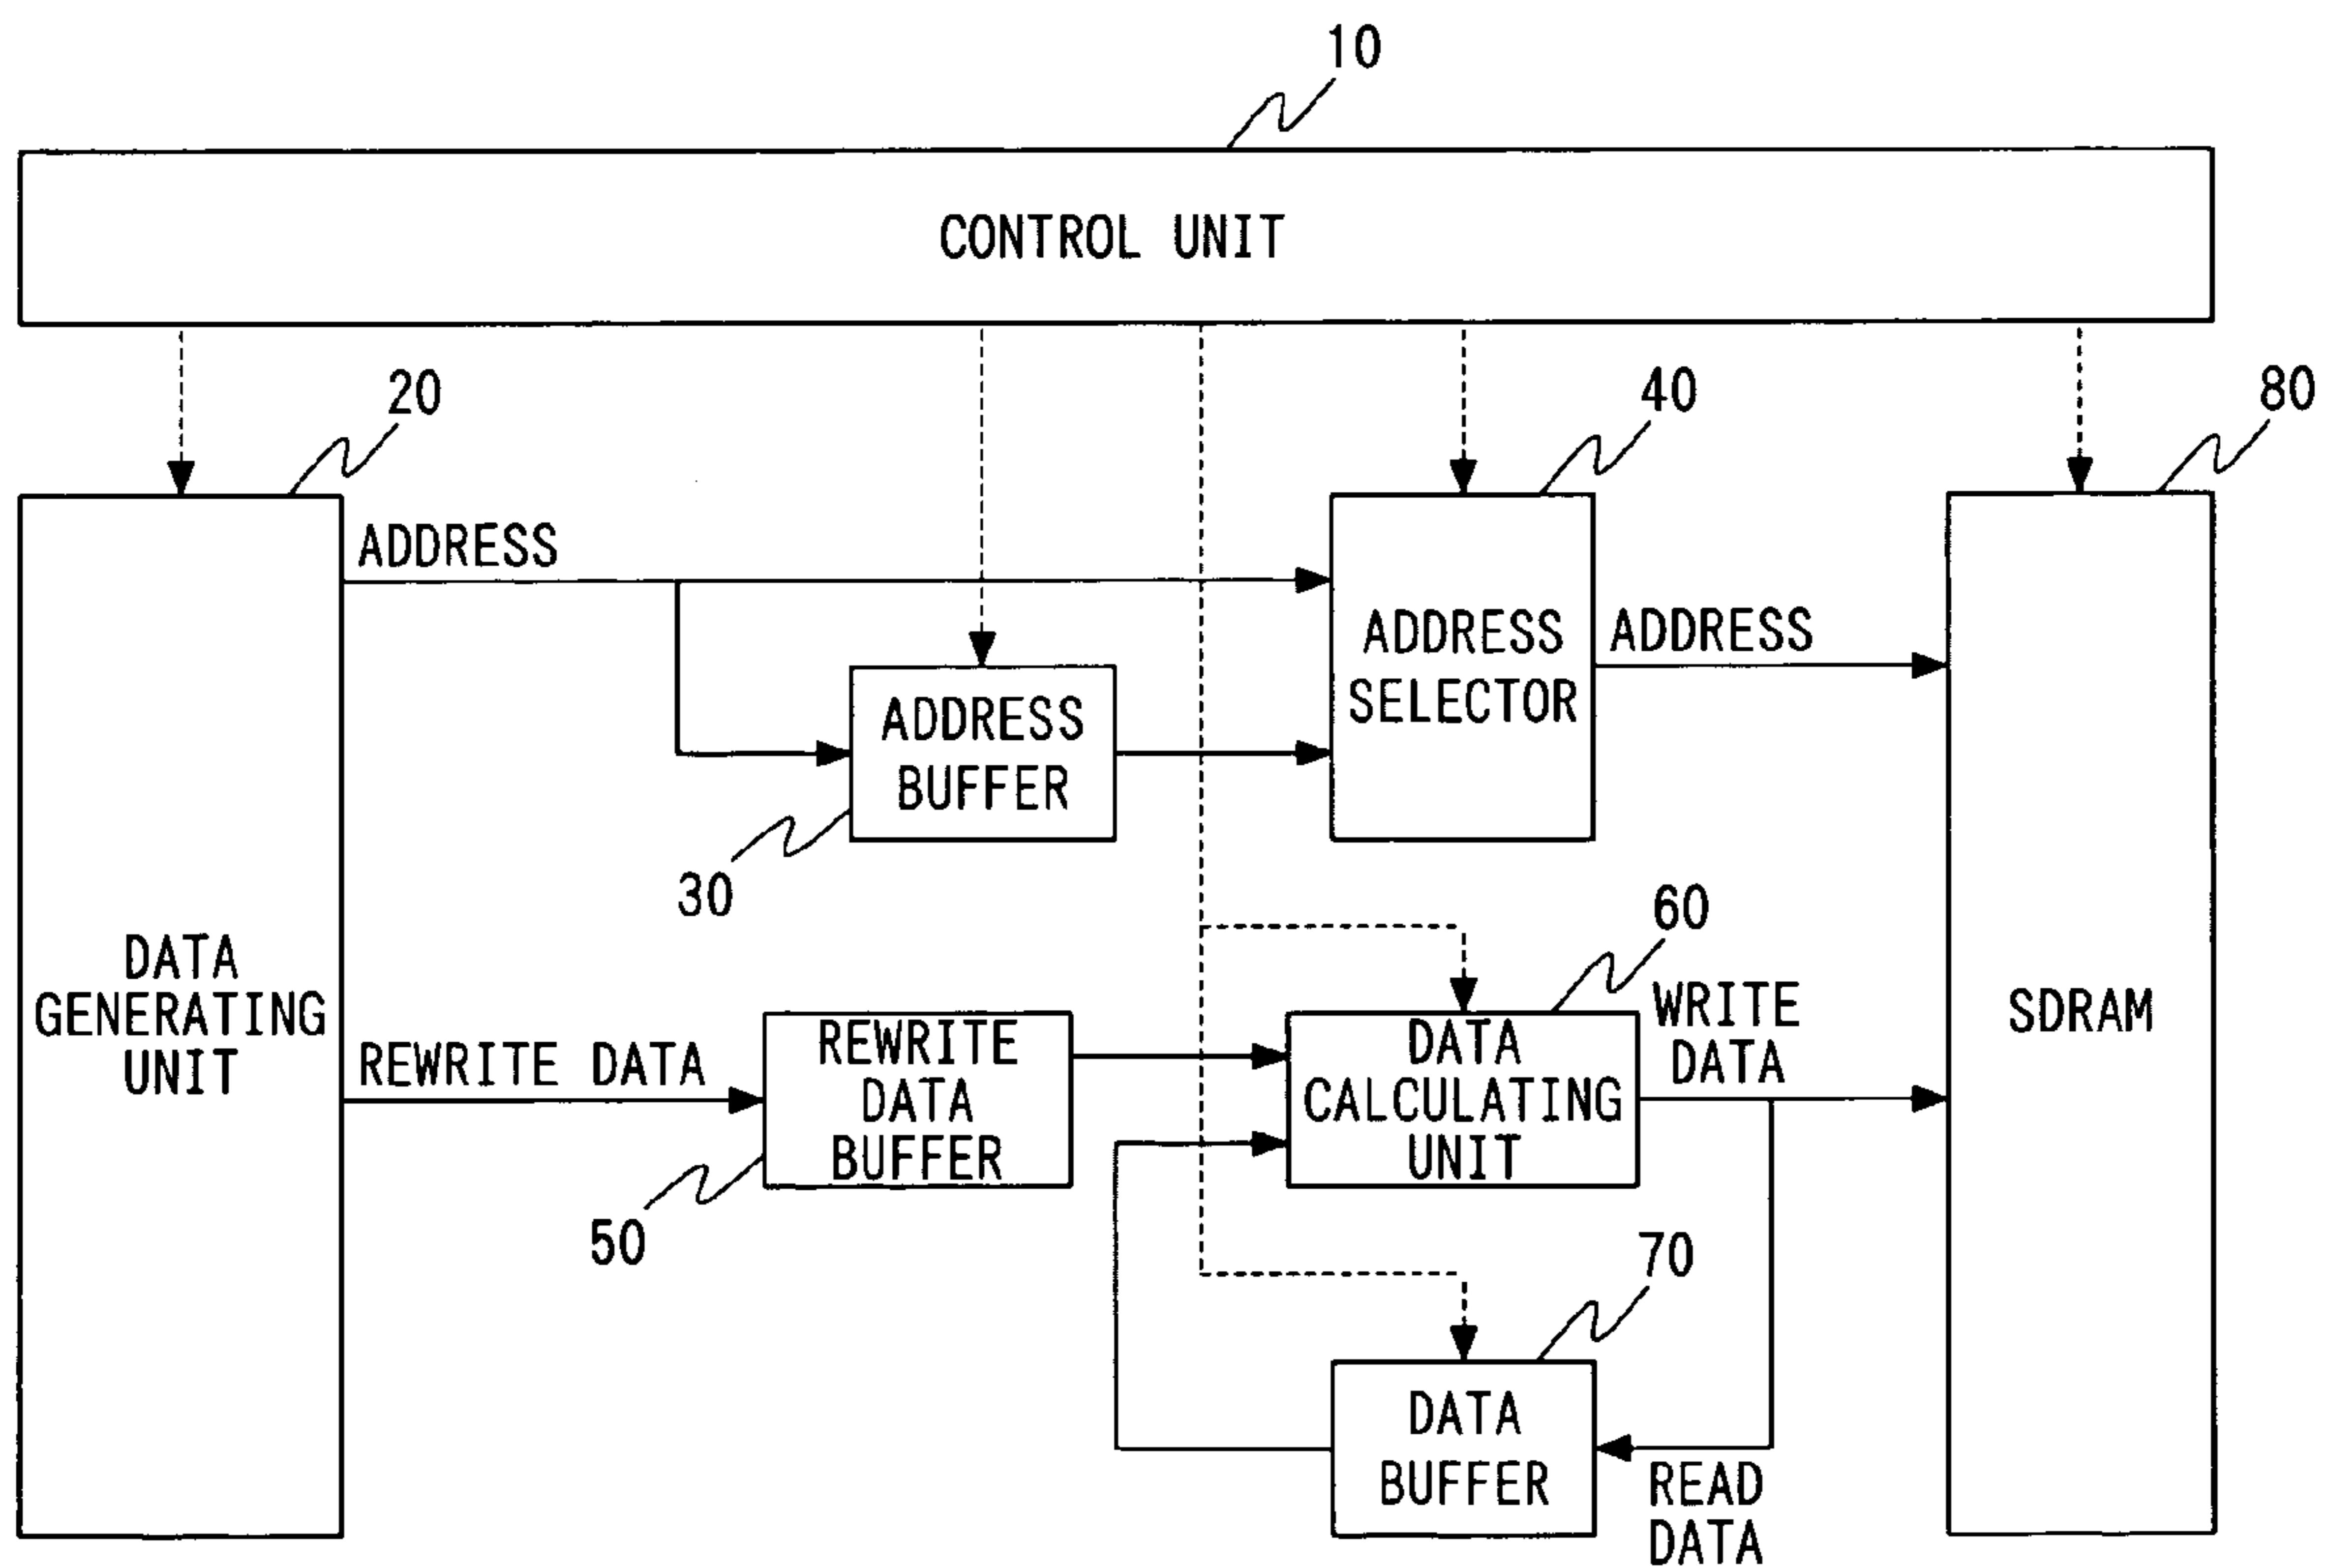 10
CONTROL UNIT
20
40
80
ADDRESS
ADDRESS
SELECTOR
ADDRESS
ADDRESS
BUFFER
30
60
DATA
GENERATING
UNIT
REWRITE DATA
REWRITE
DATA
BUFFER
50
DATA
CALCULATING
UNIT
WRITE
DATA
SDRAM
70
DATA
BUFFER
READ
DATA